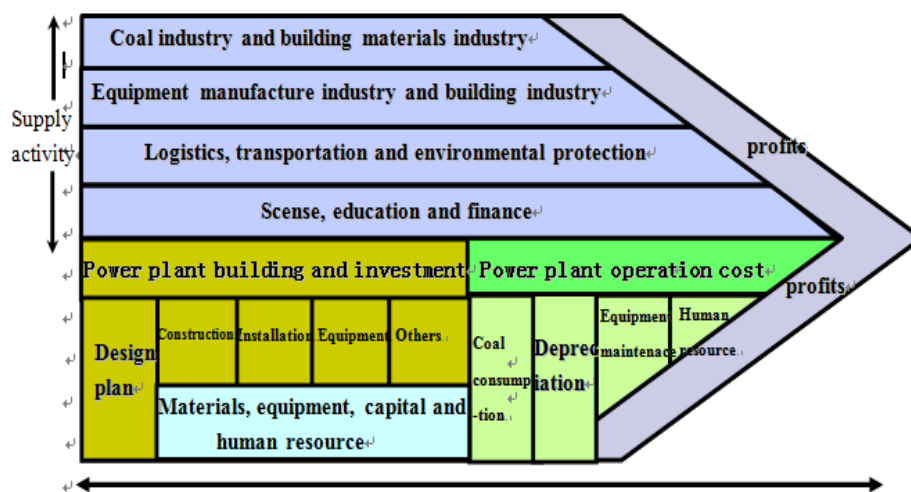 Coal industry and building materials industry
Equipment manufacture industry and building industry
Supply
activity
Logistics, transportation and environmental protection
profits
Scense, education and finance
Power plant building and investment
Power plant operation cost
profits
Design
plan
Construction
Installation
Equipment
Others.
Coal
consump
-tion.
Deprec
iation
Equipment
maintenace
Human
resource.
Materials, equipment, capital and
human resource